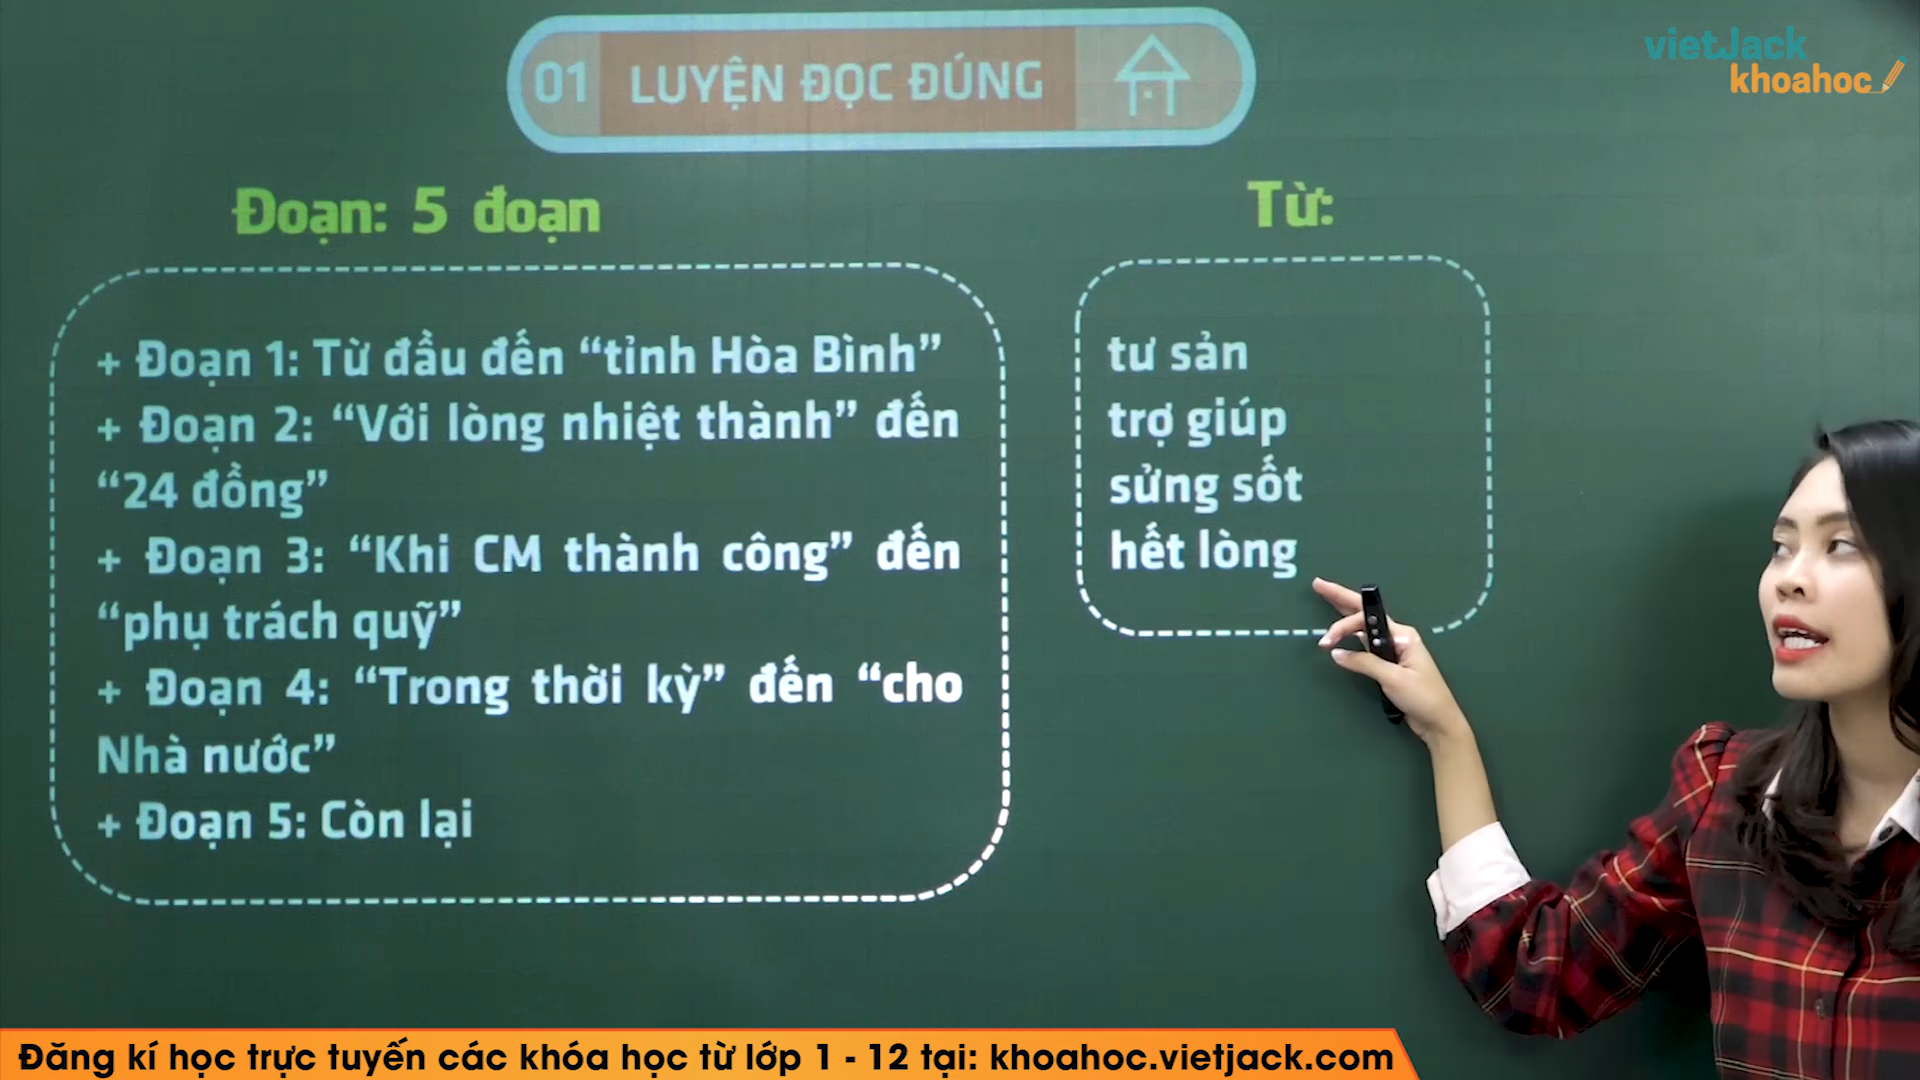 vietJack
khoahoc
01 LUYỆN ĐỌC ĐÚNG
Đoạn: 5 đoạn
+ Đoạn 1: Từ đầu đến “tỉnh Hòa Bình”
+ Đoạn 2: “Với lòng nhiệt thành” đến
“24 đồng”
+ Đoạn 3: “Khi CM thành công” đến
“phụ trách quỹ”
+ Đoạn 4: “Trong thời kỳ” đến “cho
Nhà nước”
+ Đoạn 5: Còn lại
Từ:
tư sản
trợ giúp
sửng sốt
hết lòng
Đăng kí học trực tuyến các khóa học từ lớp 1 - 12 tại: khoahoc.vietjack.com